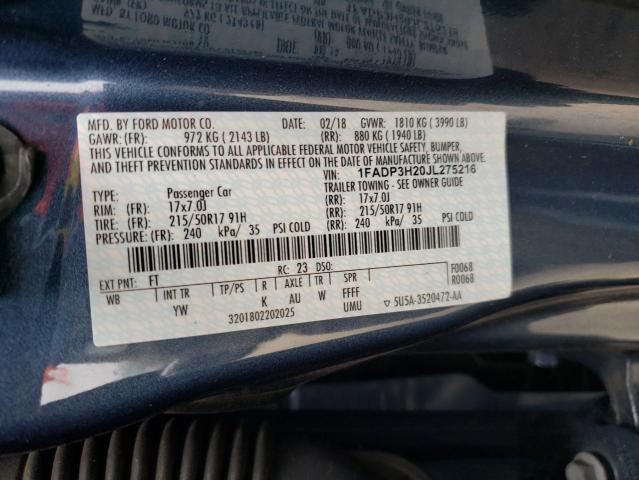 MFD. BY FORD MOTOR CO. DATE: 02/18 GVWR: 1810 KG ( 3990 LB)
GAWR: (FR): 972 KG ( 2143 LB) (RR): 880 KG ( 1940 LB)
THIS VEHICLE CONFORMS TO ALL APPLICABLE FEDERAL MOTOR VEHICLE SAFETY, BUMPER,
AND THEFT PREVENTION STANDARDS IN EFFECT ON THE DATE OF MANUFACTURE SHOWN ABOVE.
VIN: 1FADP3H20JL275216
TYPE: Passenger Car TRAILER TOWING - SEE OWNER GUIDE
RIM: (FR): 17x7.0J (RR): 17x7.0J
TIRE: (FR): 215/50R17 91H (RR): 215/50R17 91H
PRESSURE: (FR): 240 kPa/ 35 PSI COLD (RR): 240 kPa/ 35 PSI COLD
RC: 23 DSO: F0068
EXT PNT: FT R0068
WB INT TR TP/PS R AXLE TR SPR
YW K AU W FFFF
UMU ▽ 5U5A-3520472-AA
3201802202025